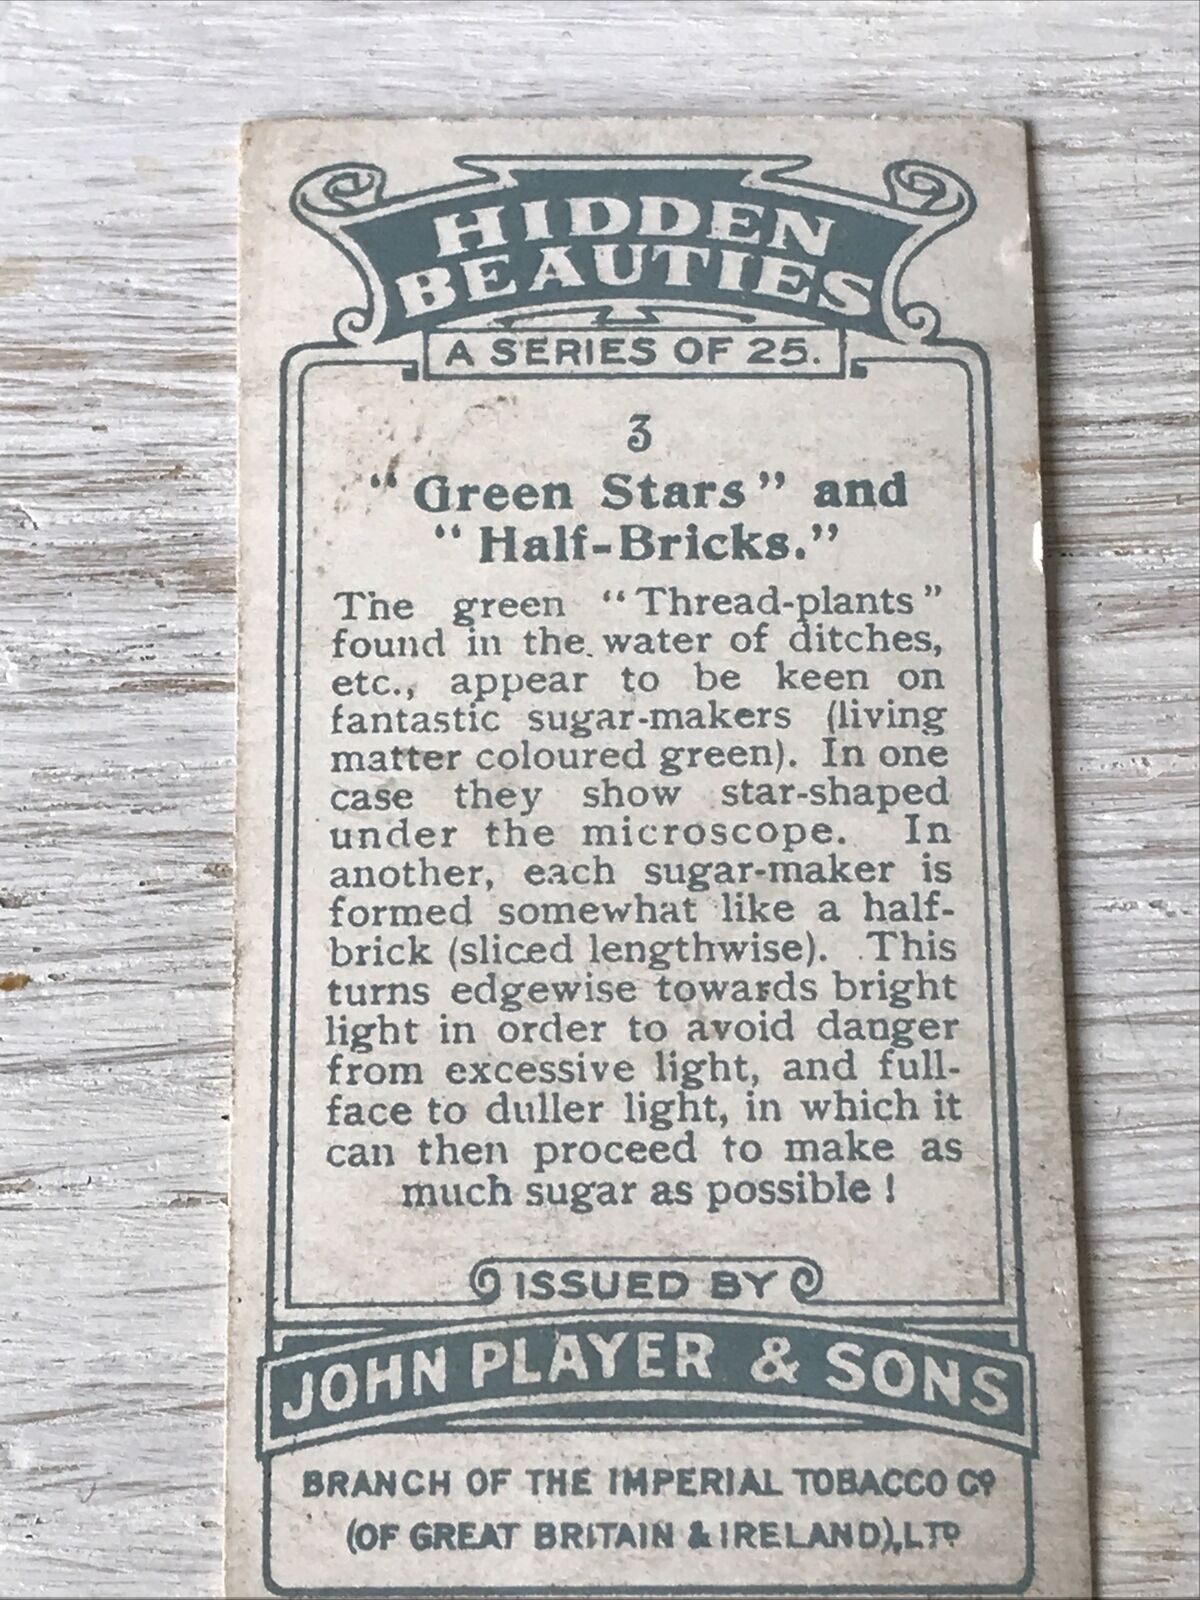 HIDDEN
BEAUTIES
A SERIES OF 25.
3
“Green Stars” and
“Half-Bricks.”
The green “Thread-plants”
found in the water of ditches,
etc., appear to be keen on
fantastic sugar-makers (living
matter coloured green). In one
case they show star-shaped
under the microscope. In
another, each sugar-maker is
formed somewhat like a half-
brick (sliced lengthwise). This
turns edgewise towards bright
light in order to avoid danger
from excessive light, and full-
face to duller light, in which it
can then proceed to make as
much sugar as possible!
ISSUED BY
JOHN PLAYER & SONS
BRANCH OF THE IMPERIAL TOBACCO CO
(OF GREAT BRITAIN & IRELAND), LTD